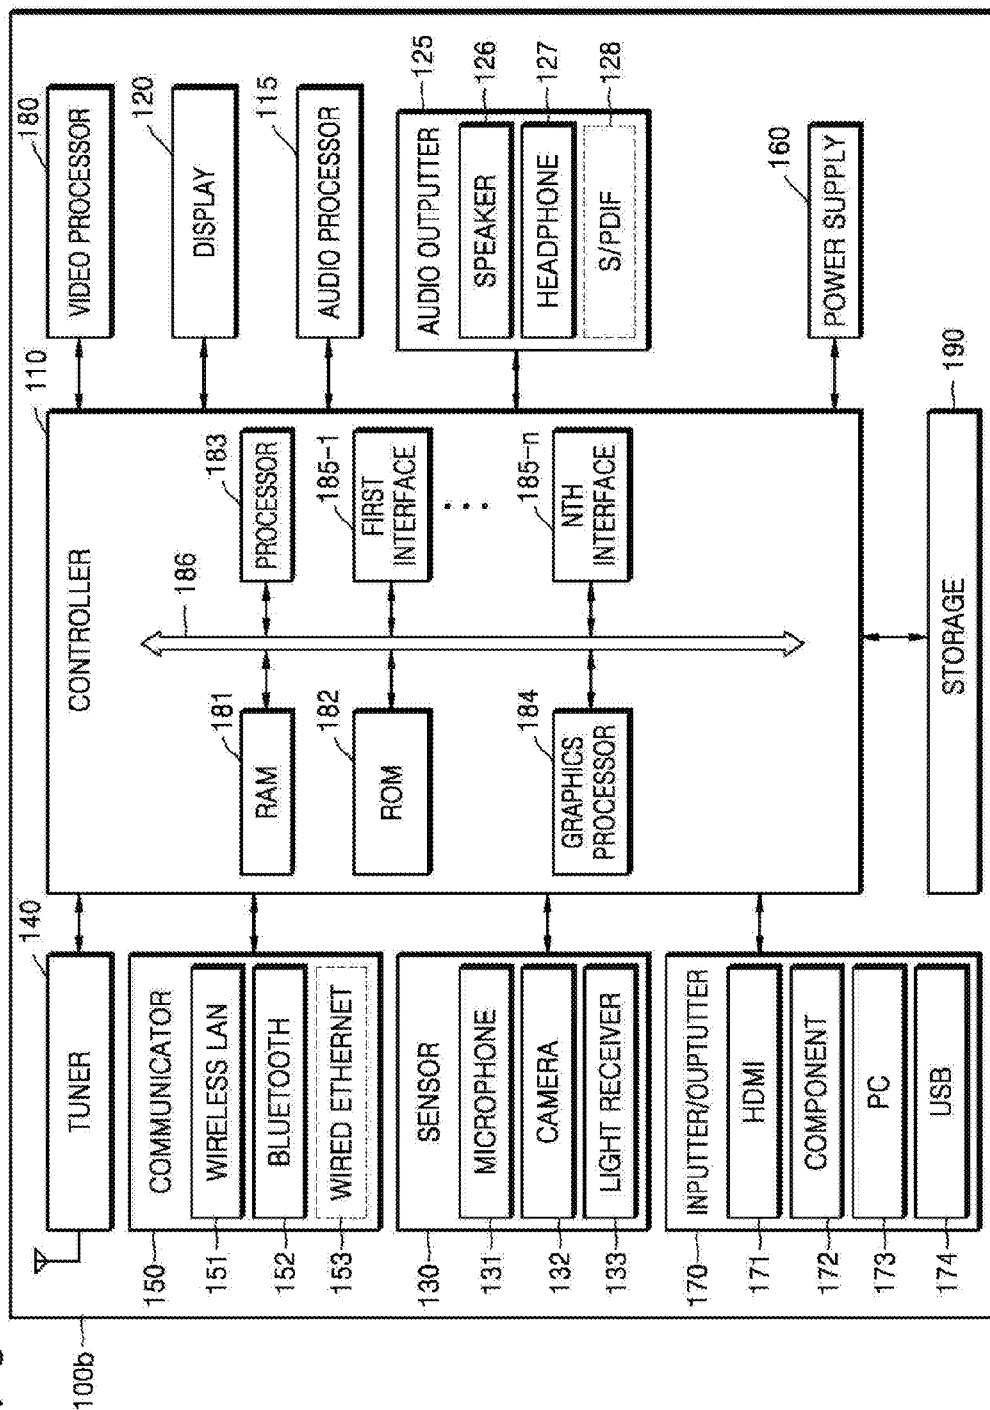 100b
140
TUNER
150
COMMUNICATOR
151
WIRELESS LAN
152
BLUETOOTH
153
WIRED ETHERNET
130
SENSOR
131
MICROPHONE
132
CAMERA
133
LIGHT RECEIVER
170
INPUTTER/OUPTUTTER
171
HDMI
172
COMPONENT
173
PC
174
USB
110
CONTROLLER
181
RAM
182
ROM
184
GRAPHICS
PROCESSOR
186
183
PROCESSOR
185-1
FIRST
INTERFACE
...
185-n
NTH
INTERFACE
190
STORAGE
180
VIDEO PROCESSOR
120
DISPLAY
115
AUDIO PROCESSOR
125
AUDIO OUTPUTTER
126
SPEAKER
127
HEADPHONE
128
S/PDIF
160
POWER SUPPLY